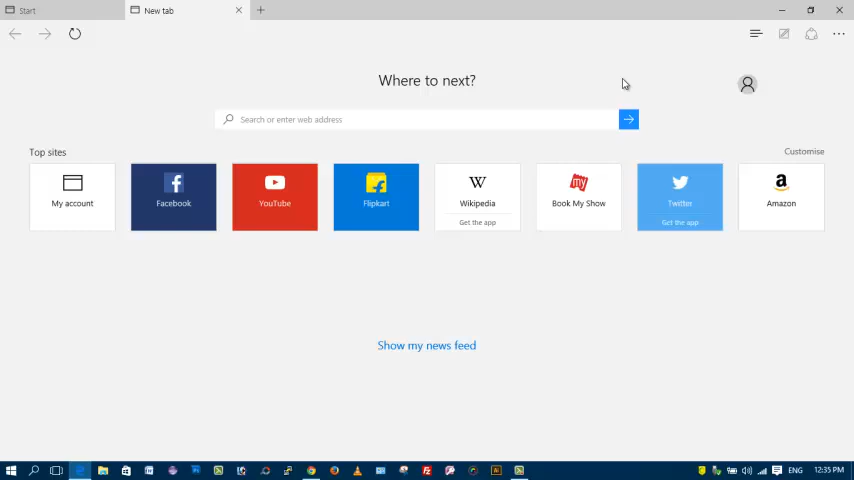 Start
New tab
Where to next?
Search or enter web address
Top sites
Customise
My account
Facebook
YouTube
Flipkart
W
Wikipedia
Get the app
my
Book My Show
Twitter
Get the app
a
Amazon
Show my news feed
ENG
12:35 PM